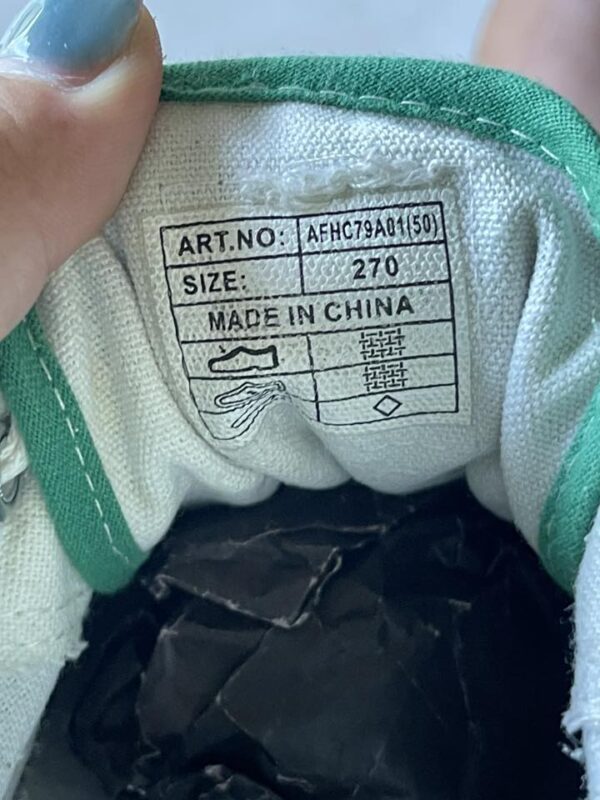 ART.NO: AFHC79A01(50)
SIZE: 270
MADE IN CHINA